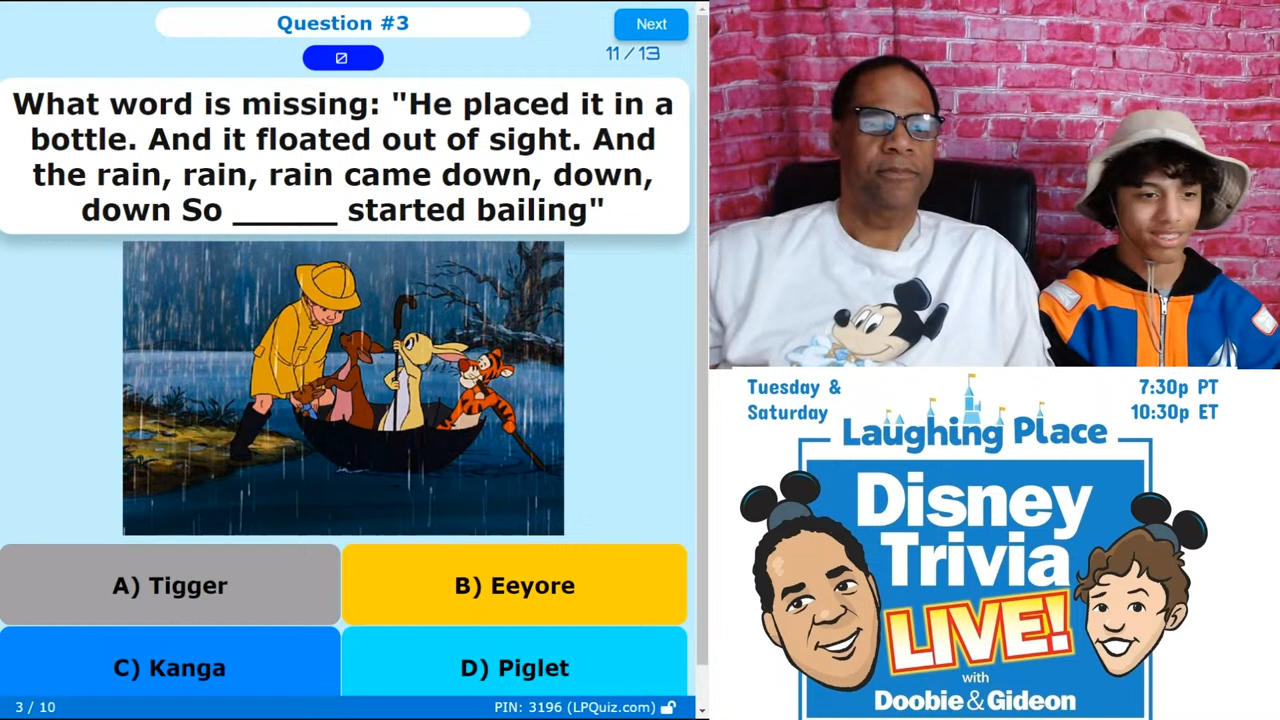 Question #3
Next
11/13
What word is missing: "He placed it in a
bottle. And it floated out of sight. And
the rain, rain, rain came down, down,
down So ______ started bailing"
A) Tigger
B) Eeyore
C) Kanga
D) Piglet
3 / 10
PIN: 3196 (LPQuiz.com)
Tuesday &
Saturday
7:30p PT
10:30p ET
Laughing Place
Disney
Trivia
LIVE!
with
Doobie & Gideon